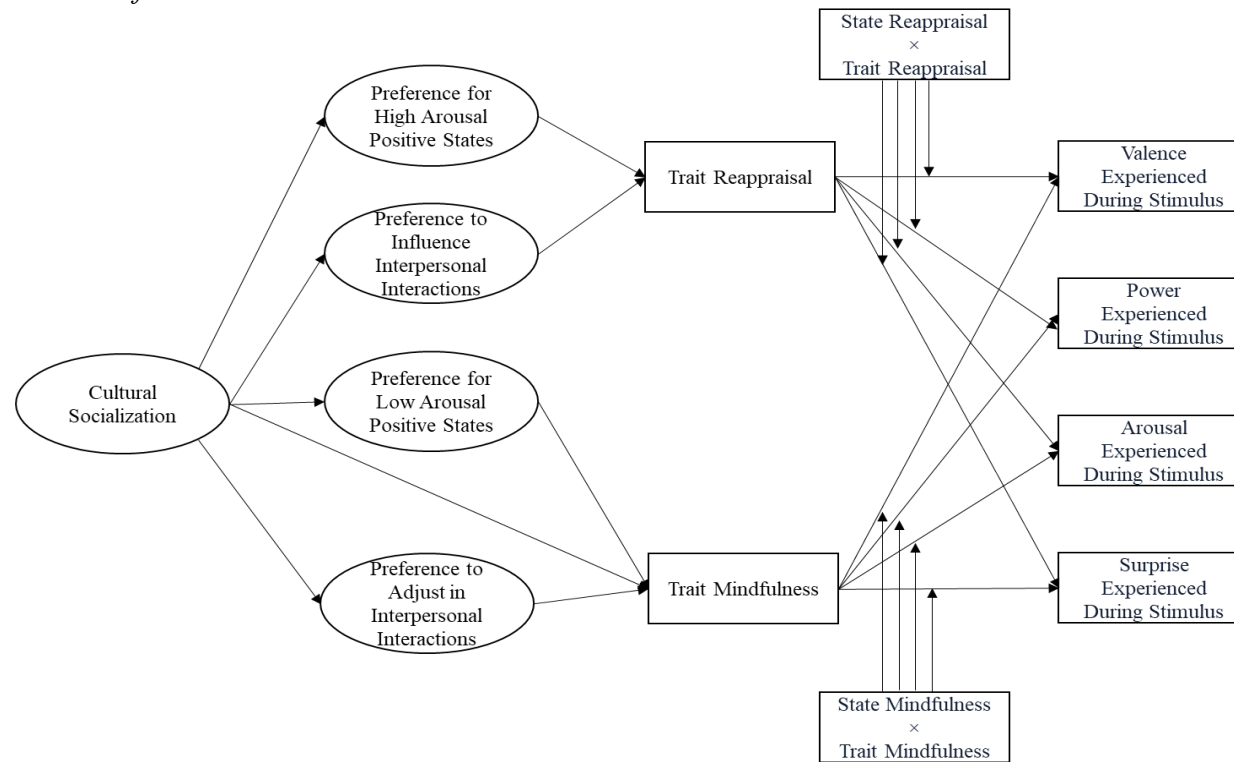 State Reappraisal
×
Trait Reappraisal
Preference for
High Arousal
Positive States
Valence
Experienced
During Stimulus
Trait Reappraisal
Preference to
Influence
Interpersonal
Interactions
Power
Experienced
During Stimulus
Cultural
Socialization
Preference for
Low Arousal
Positive States
Arousal
Experienced
During Stimulus
Preference to
Adjust in
Interpersonal
Interactions
Trait Mindfulness
Surprise
Experienced
During Stimulus
State Mindfulness
×
Trait Mindfulness